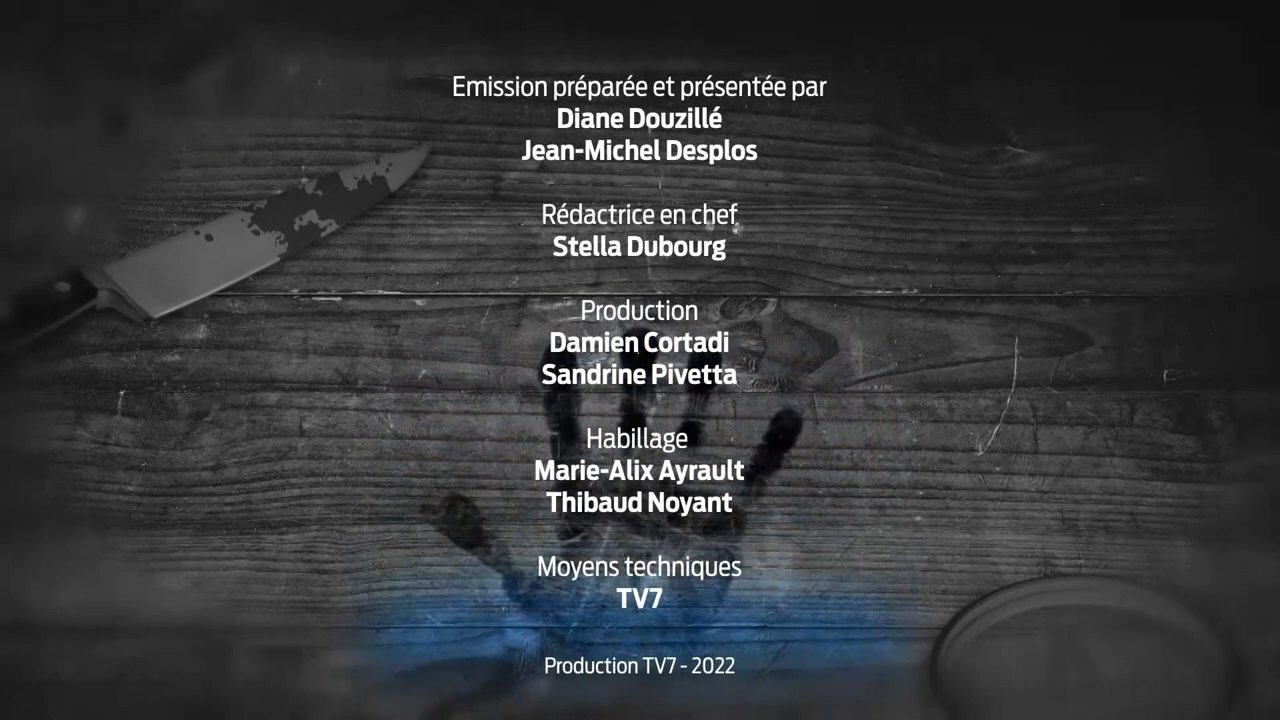 Emission préparée et présentée par
Diane Douzillé
Jean-Michel Desplos
Rédactrice en chef
Stella Dubourg
Production
Damien Cortadi
Sandrine Pivetta
Habillage
Marie-Alix Ayrault
Thibaud Noyant
Moyens techniques
TV7
Production TV7 - 2022